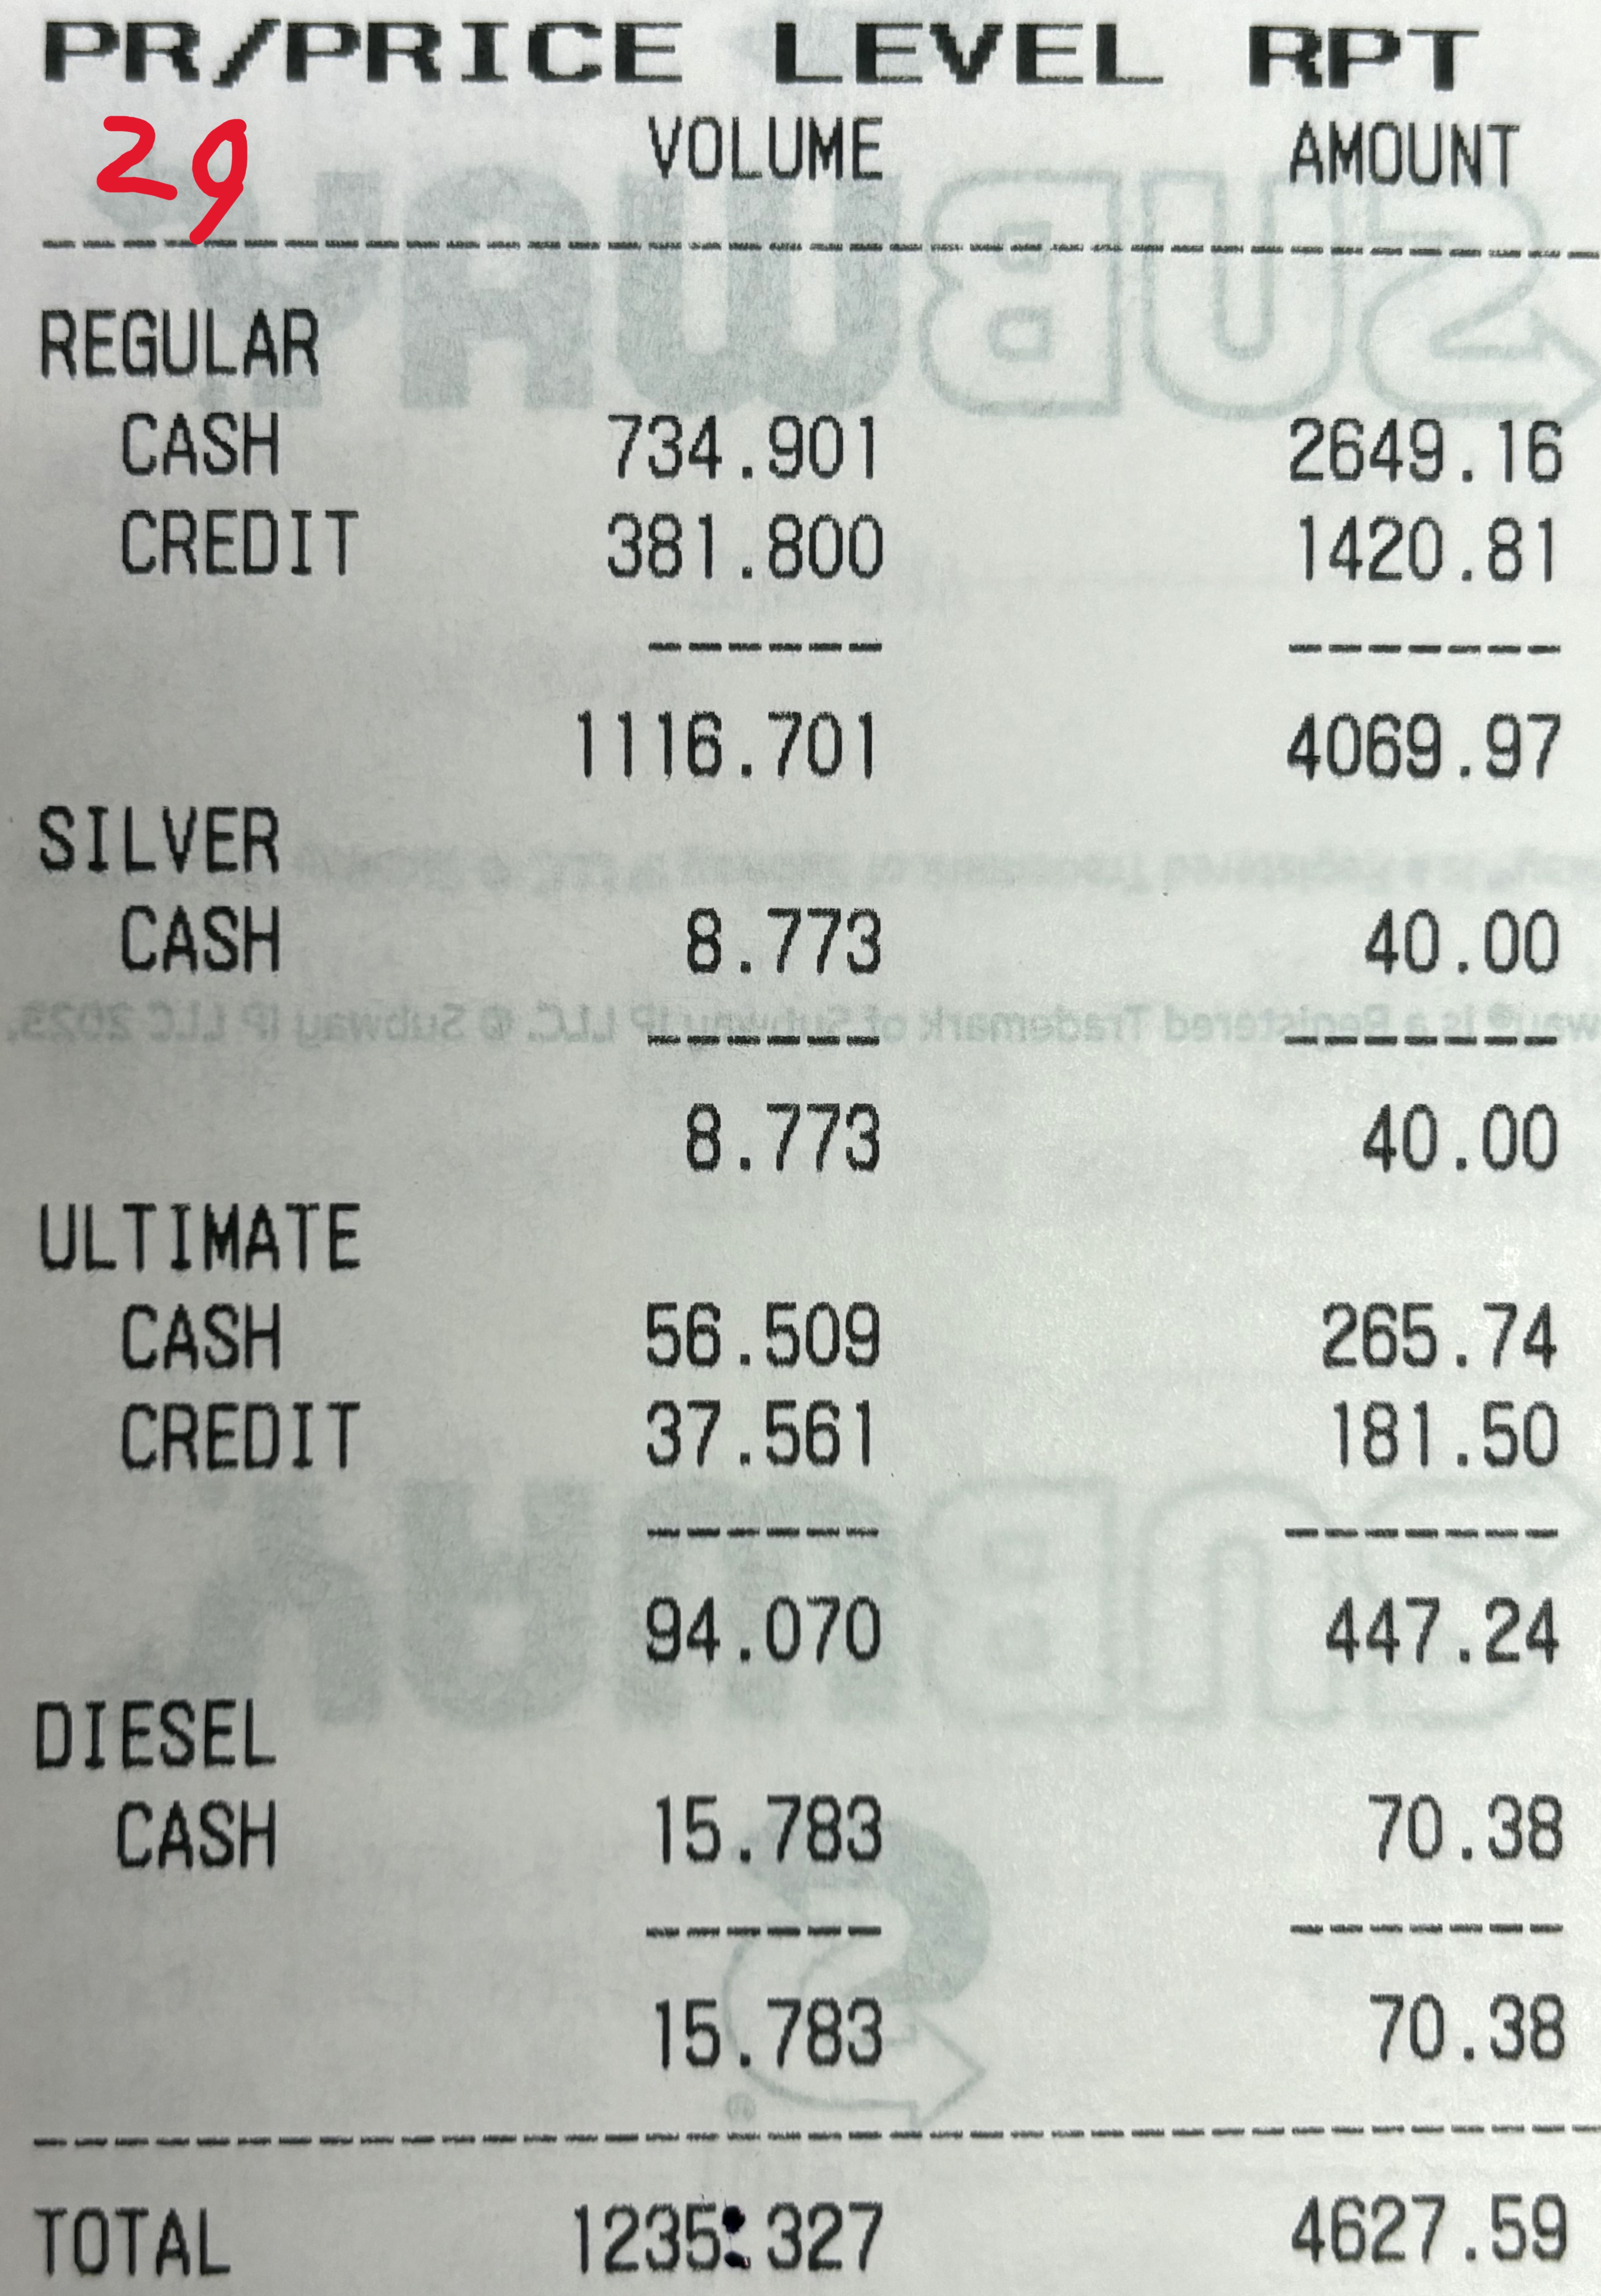 PR/PRICE LEVEL RPT
29 VOLUME AMOUNT
REGULAR
CASH 734.901 2649.16
CREDIT 381.800 1420.81
1116.701 4069.97
SILVER
CASH 8.773 40.00
way® is a Registered Trademark of Subway IP LLC. © Subway IP LLC 2023.
8.773 40.00
ULTIMATE
CASH 56.509 265.74
CREDIT 37.561 181.50
94.070 447.24
DIESEL
CASH 15.783 70.38
15.783 70.38
TOTAL 1235.327 4627.59